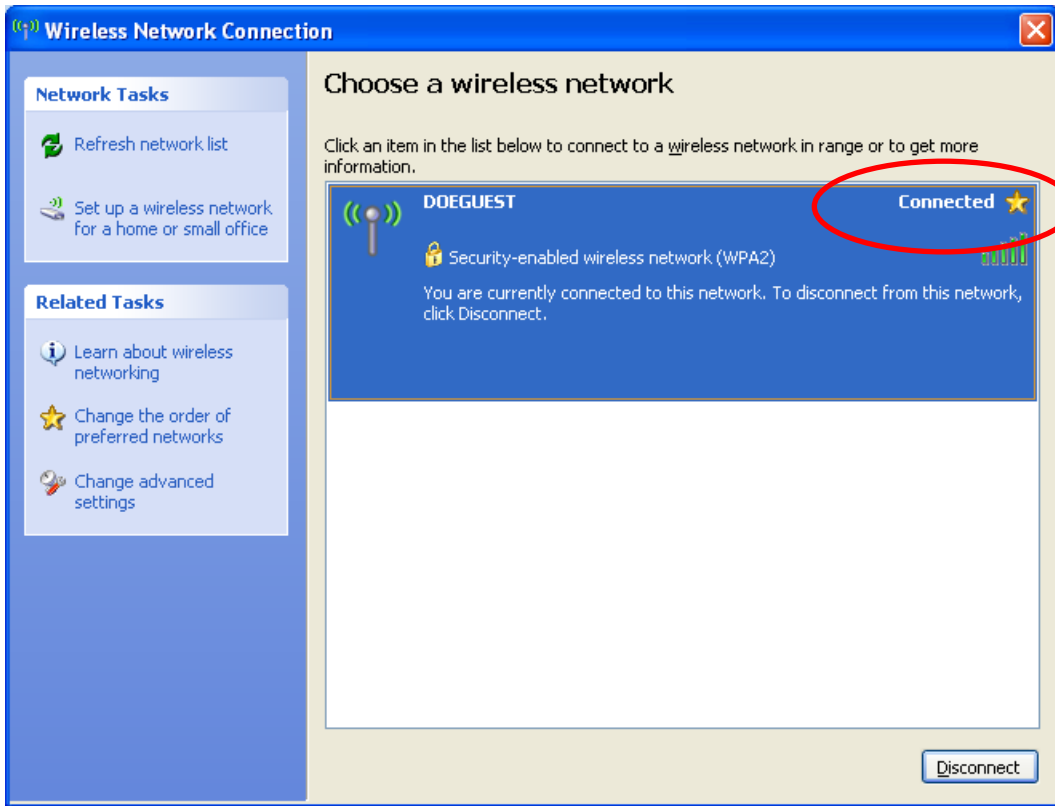 Wireless Network Connection
Network Tasks
Refresh network list
Set up a wireless network
for a home or small office
Related Tasks
Learn about wireless
networking
Change the order of
preferred networks
Change advanced
settings
Choose a wireless network
Click an item in the list below to connect to a wireless network in range or to get more
information.
DOEGUEST
Connected
Security-enabled wireless network (WPA2)
You are currently connected to this network. To disconnect from this network,
click Disconnect.
Disconnect